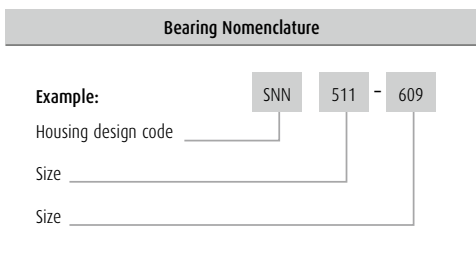 Bearing Nomenclature
Example: SNN 511 - 609
Housing design code
Size
Size